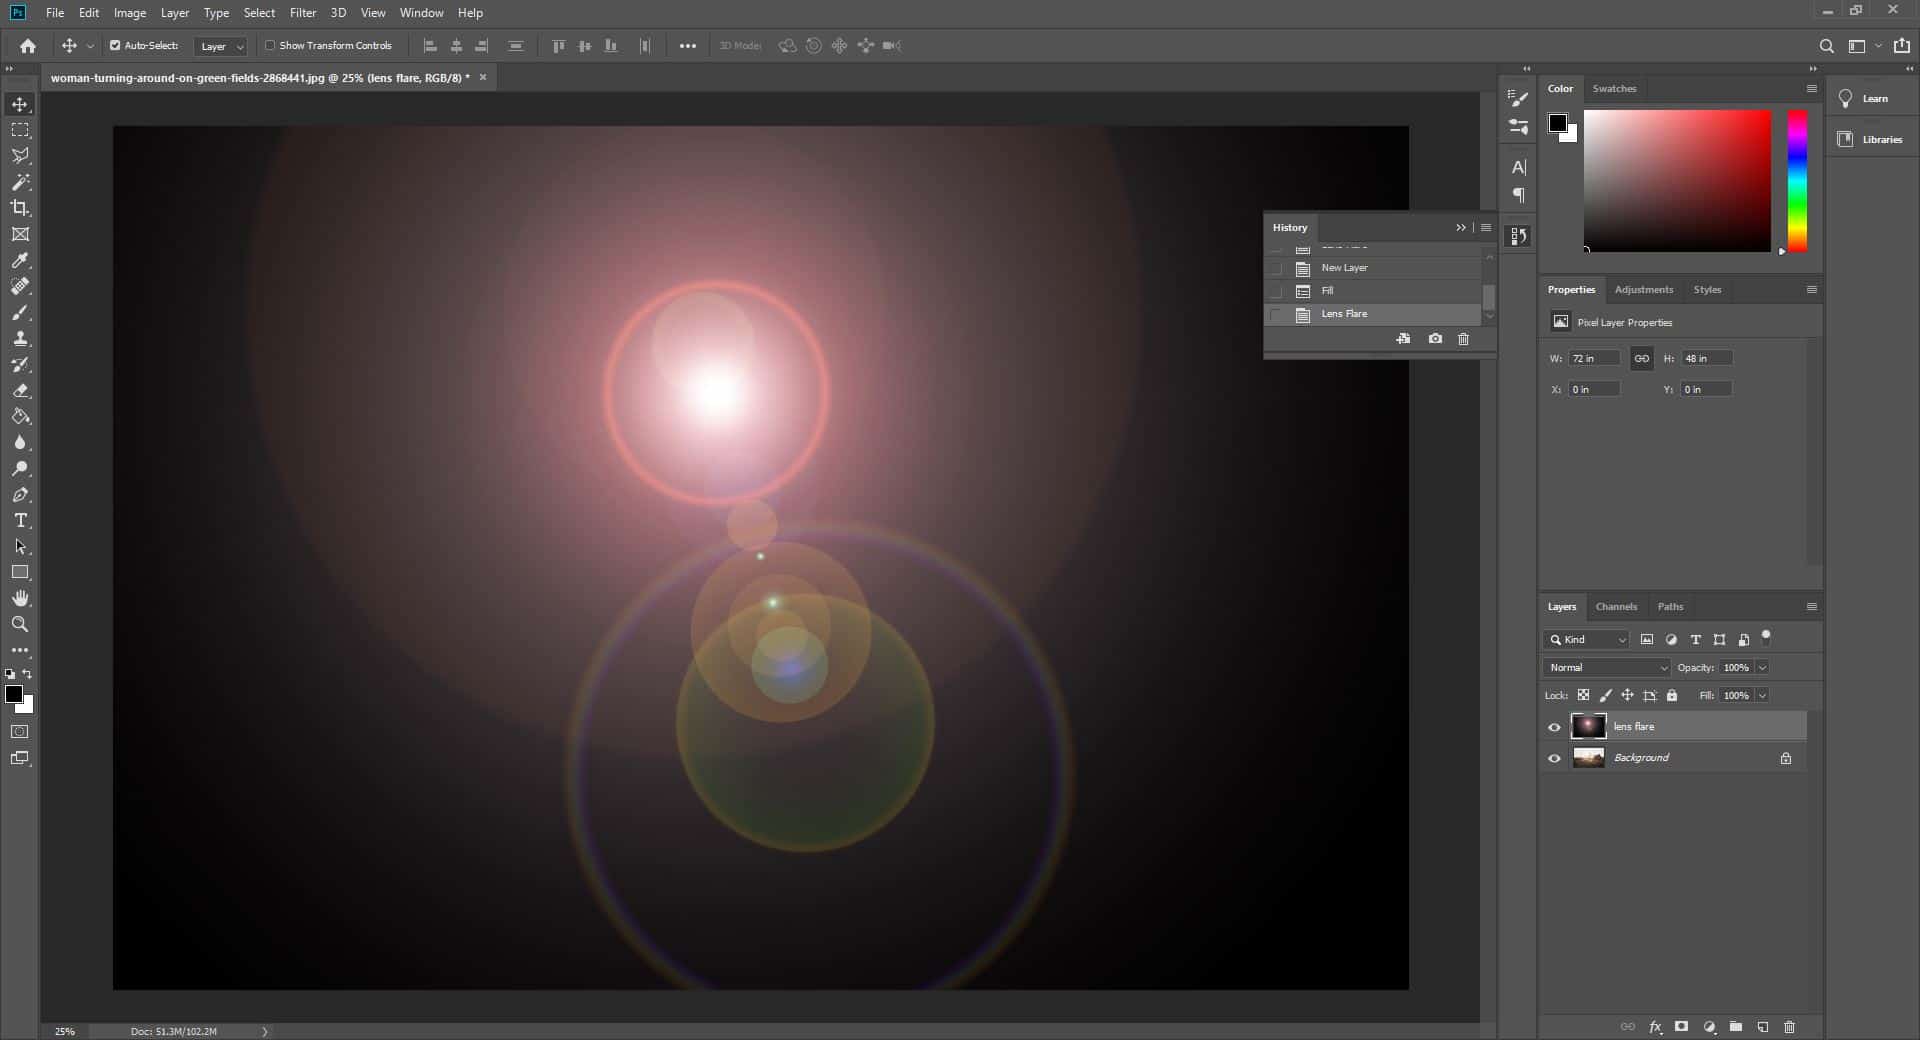 Ps File Edit Image Layer Type Select Filter 3D View Window Help
Auto-Select: Layer Show Transform Controls 3D Mode:
woman-turning-around-on-green-fields-2868441.jpg @ 25% (lens flare, RGB/8) *
Color Swatches
Learn
Libraries
History
New Layer
Fill
Lens Flare
Properties Adjustments Styles
Pixel Layer Properties
W: 72 in H: 48 in
X: 0 in Y: 0 in
Layers Channels Paths
Kind
Normal Opacity: 100%
Lock: Fill: 100%
lens flare
Background
fx
25% Doc: 51.3M/102.2M